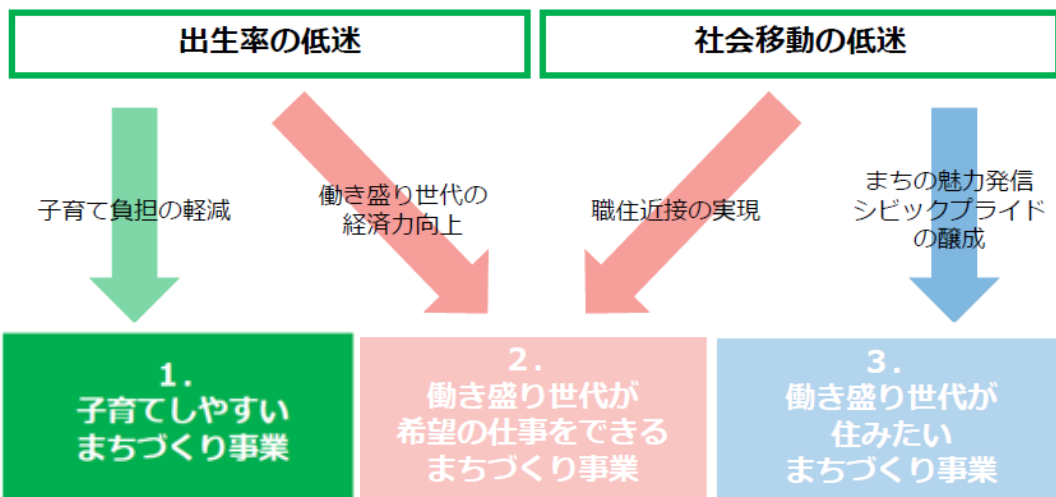 出生率の低迷
社会移動の低迷
子育て負担の軽減
働き盛り世代の
経済力向上
職住近接の実現
まちの魅力発信
シビックプライド
の醸成
1.
子育てしやすい
まちづくり事業
2.
働き盛り世代が
希望の仕事をできる
まちづくり事業
3.
働き盛り世代が
住みたい
まちづくり事業